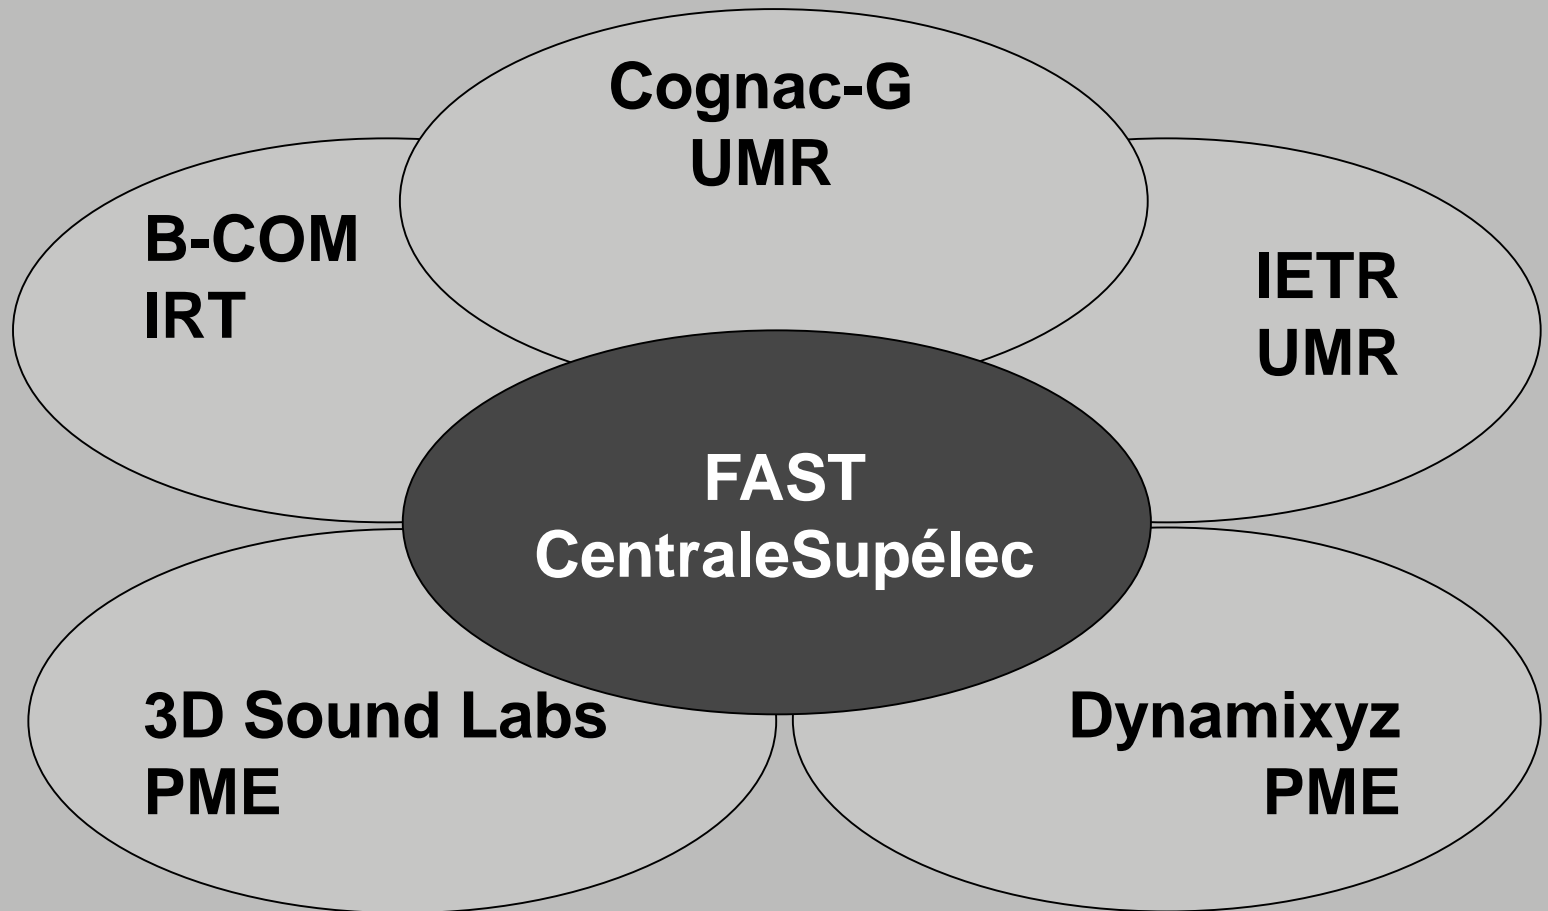 Cognac-G
UMR
B-COM
IRT
IETR
UMR
FAST
CentraleSupélec
3D Sound Labs
PME
Dynamixyz
PME